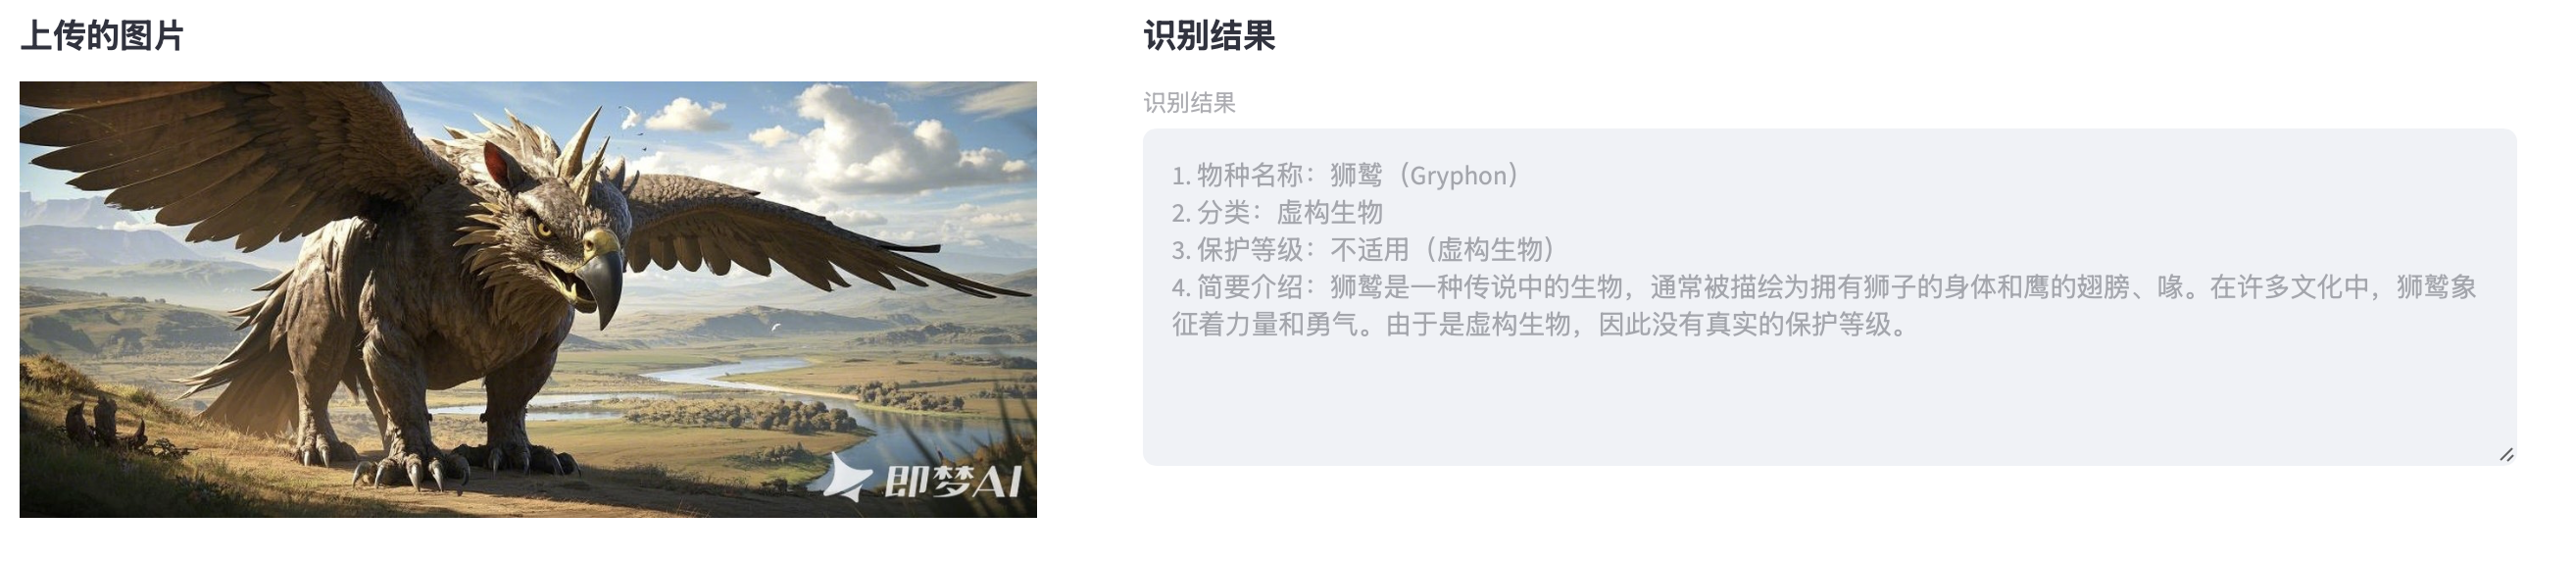 上传的图片
即梦AI
识别结果
识别结果
1. 物种名称：狮鹫（Gryphon）
2. 分类：虚构生物
3. 保护等级：不适用（虚构生物）
4. 简要介绍：狮鹫是一种传说中的生物，通常被描绘为拥有狮子的身体和鹰的翅膀、喙。在许多文化中，狮鹫象
征着力量和勇气。由于是虚构生物，因此没有真实的保护等级。